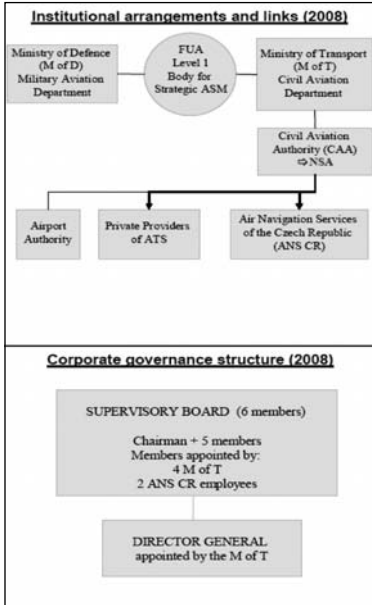 Institutional arrangements and links (2008)
Ministry of Defence
(M of D)
Military Aviation
Department
FUA
Level 1
Body for
Strategic ASM
Ministry of Transport
(M of T)
Civil Aviation
Department
Civil Aviation
Authority (CAA)
⇨NSA
Airport
Authority
Private Providers
of ATS
Air Navigation Services
of the Czech Republic
(ANS CR)
Corporate governance structure (2008)
SUPERVISORY BOARD (6 members)
Chairman + 5 members
Members appointed by:
4 M of T
2 ANS CR employees
DIRECTOR GENERAL
appointed by the M of T